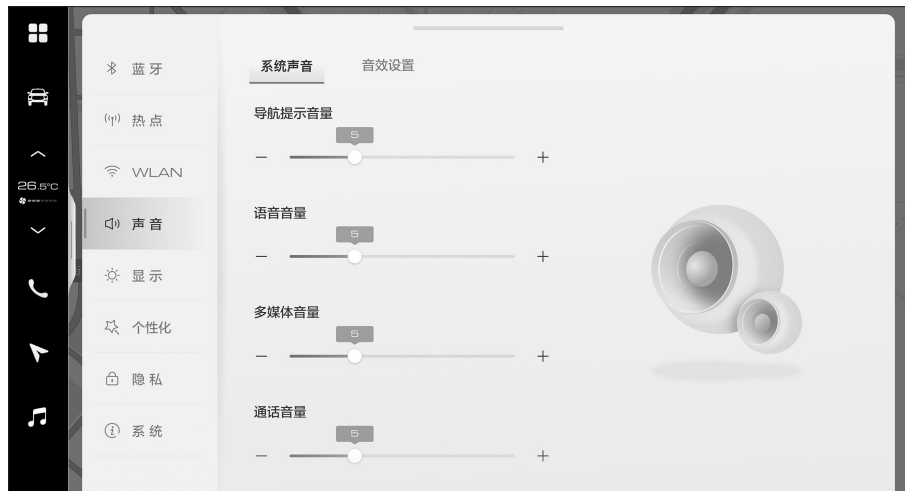 26.5°C
蓝牙
热点
WLAN
声音
显示
个性化
隐私
系统
系统声音 音效设置
导航提示音量
5
− +
语音音量
5
− +
多媒体音量
5
− +
通话音量
5
− +